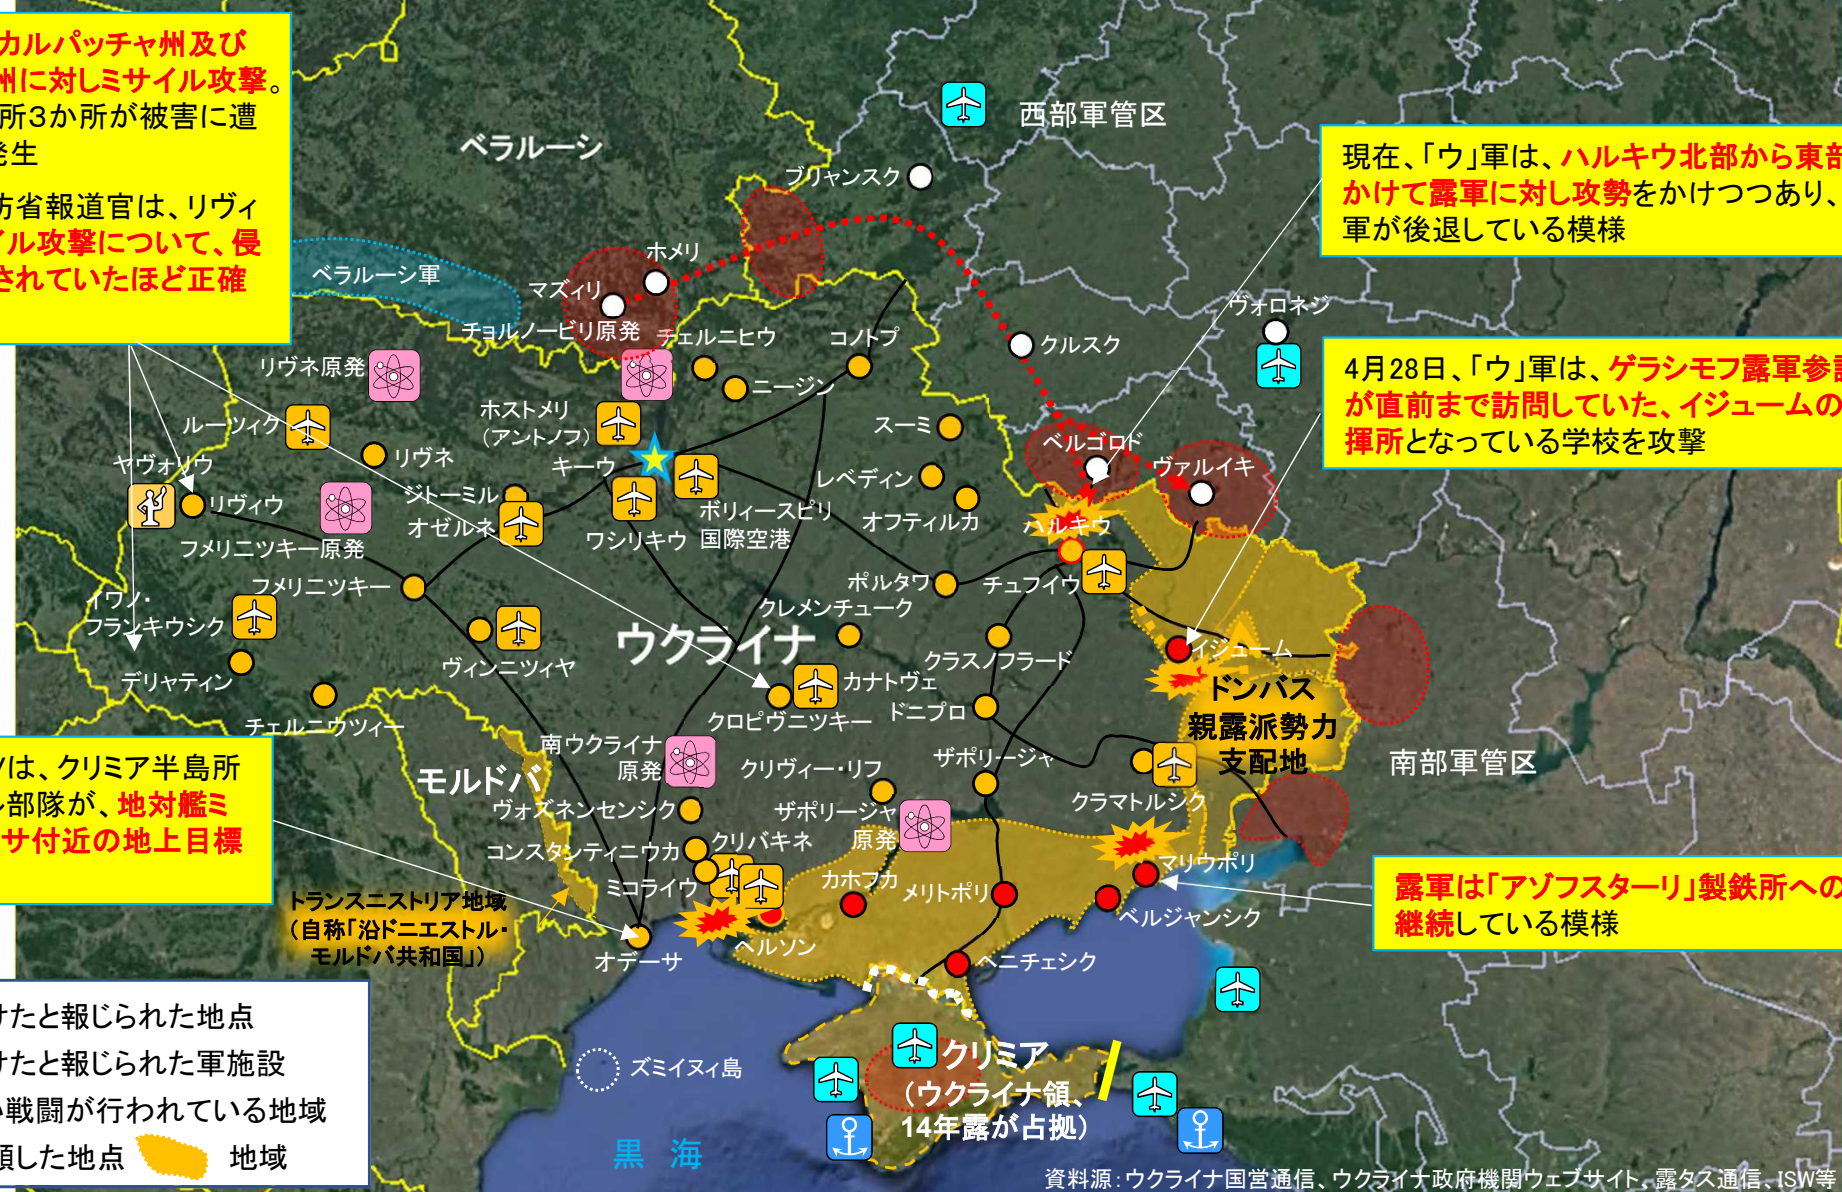 カルパッチャ州及び
州に対しミサイル攻撃。
所3か所が被害に遭
発生
防省報道官は、リヴィ
イル攻撃について、侵
されていたほど正確
西部軍管区
ベラルーシ
ブリャンスク
現在、「ウ」軍は、ハルキウ北部から東部
かけて露軍に対し攻勢をかけつつあり、
軍が後退している模様
ベラルーシ軍
ホメリ
マズィリ
チョルノービリ原発
チェルニヒウ
コノトプ
クルスク
ヴォロネジ
リヴネ原発
ニージン
4月28日、「ウ」軍は、ゲラシモフ露軍参謀
が直前まで訪問していた、イジュームの
揮所となっている学校を攻撃
ルーツィク
ホストメリ
(アントノフ)
スーミ
ベルゴロド
ヴァルイキ
ヤヴォリウ
リヴネ
キーウ
レベディン
リヴィウ
ジトーミル
オゼルネ
ワシリキウ
ボリィースピリ
国際空港
オフティルカ
ハルキウ
フメリニツキー原発
フメリニツキー
ポルタワ
チュフイウ
イワノ・
フランキウシク
クレメンチューク
ウクライナ
クラスノフラード
イジューム
デリャティン
ヴィンニツィヤ
カナトヴェ
クロピヴニツキー
ドニプロ
ドンバス
親露派勢力
支配地
チェルニウツィー
南ウクライナ
原発
クリヴィー・リフ
ザポリージャ
南部軍管区
モルドバ
ヴォズネンセンシク
ザポリージャ
原発
クラマトルシク
ツは、クリミア半島所
ル部隊が、地対艦ミ
サ付近の地上目標
コンスタンティニウカ
クリバキネ
ミコライウ
カホフカ
メリトポリ
マリウポリ
ベルジャンシク
露軍は「アゾフスターリ」製鉄所への
継続している模様
トランスニストリア地域
(自称「沿ドニエストル・
モルドバ共和国」)
オデーサ
ヘルソン
ヘニチェシク
けたと報じられた地点
けたと報じられた軍施設
い戦闘が行われている地域
領した地点 地域
ズミイヌィ島
クリミア
(ウクライナ領、
14年露が占拠)
黒 海
資料源:ウクライナ国営通信、ウクライナ政府機関ウェブサイト、露タス通信、ISW等